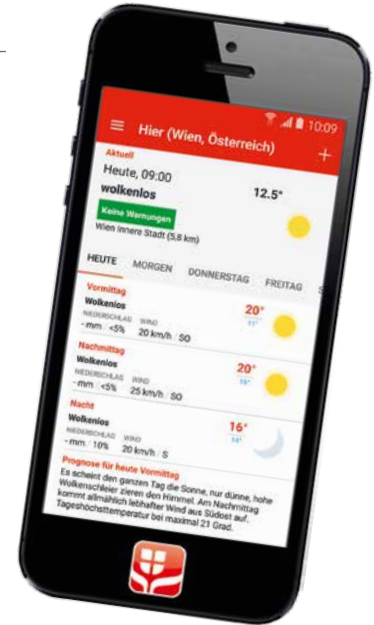 10:09
Hier (Wien, Österreich)
+
Aktuell
Heute, 09:00
wolkenlos
12.5°
Keine Warnungen
Wien Innere Stadt (5,8 km)
HEUTE MORGEN DONNERSTAG FREITAG S
Vormittag
Wolkenlos
20°
11°
NIEDERSCHLAG WIND
- mm <5% 20 km/h SO
Nachmittag
Wolkenlos
20°
NIEDERSCHLAG WIND
- mm <5% 25 km/h SO
Nacht
Wolkenlos
16°
NIEDERSCHLAG WIND
- mm 10% 20 km/h S
Prognose für heute Vormittag
Es scheint den ganzen Tag die Sonne, nur dünne, hohe
Wolkenschleier zieren den Himmel. Am Nachmittag
kommt allmählich lebhafter Wind aus Südost auf.
Tageshöchsttemperatur bei maximal 21 Grad.